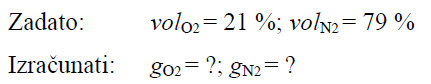 Zadato: volO2 = 21 %; volN2 = 79 %
Izračunati: gO2 = ?; gN2 = ?